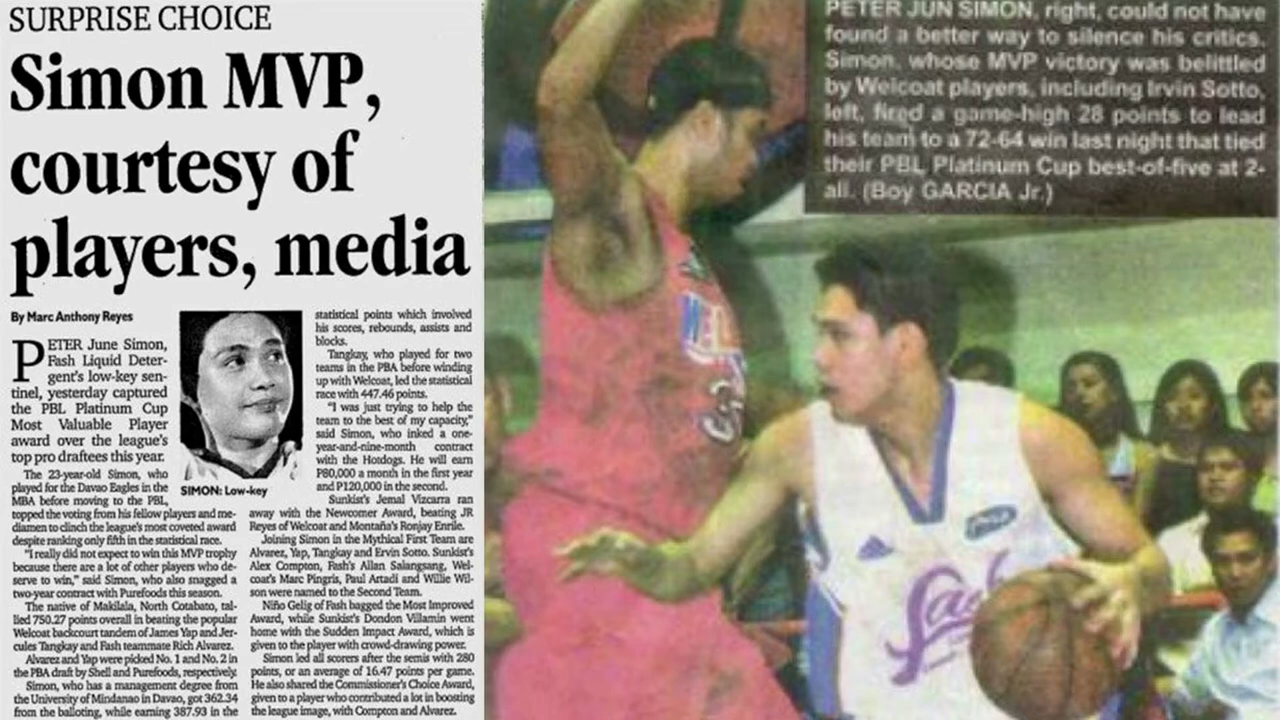 SURPRISE CHOICE
Simon MVP,
courtesy of
players, media
By Marc Anthony Reyes
PETER June Simon,
Fash Liquid Deter-
gent's low-key sen-
tinel, yesterday captured
the PBL Platinum Cup
Most Valuable Player
award over the league's
top pro draftees this year.
The 23-year-old Simon, who
played for the Davao Eagles in the
MBA before moving to the PBL,
topped the voting from his fellow players and me-
diamen to clinch the league's most coveted award
despite ranking only fifth in the statistical race.
"I really did not expect to win this MVP trophy
because there are a lot of other players who de-
serve to win," said Simon, who also snagged a
two-year contract with Purefoods this season.
The native of Makilala, North Cotabato, tal-
lied 750.27 points overall in beating the popular
Welcoat backcourt tandem of James Yap and Jer-
cules Tangkay and Fash teammate Rich Alvarez.
Alvarez and Yap were picked No. 1 and No. 2 in
the PBA draft by Shell and Purefoods, respectively.
Simon, who has a management degree from
the University of Mindanao in Davao, got 362.34
from the balloting, while earning 387.93 in the
SIMON: Low-key
statistical points which involved
his scores, rebounds, assists and
blocks.
Tangkay, who played for two
teams in the PBA before winding
up with Welcoat, led the statistical
race with 447.46 points.
"I was just trying to help the
team to the best of my capacity,"
said Simon, who inked a one-
year-and-nine-month contract
with the Hotdogs. He will earn
P80,000 a month in the first year
and P120,000 in the second.
Sunkist's Jemal Vizcarra ran
away with the Newcomer Award, beating JR
Reyes of Welcoat and Montaña's Ronjay Enrile.
Joining Simon in the Mythical First Team are
Alvarez, Yap, Tangkay and Ervin Sotto. Sunkist's
Alex Compton, Fash's Allan Salangsang, Wel-
coat's Marc Pingris, Paul Artadi and Willie Wil-
son were named to the Second Team.
Niño Gelig of Fash bagged the Most Improved
Award, while Sunkist's Dondon Villamin went
home with the Sudden Impact Award, which is
given to the player with crowd-drawing power.
Simon led all scorers after the semis with 280
points, or an average of 16.47 points per game.
He also shared the Commissioner's Choice Award,
given to a player who contributed a lot in boosting
the league image, with Compton and Alvarez.
PETER JUN SIMON, right, could not have
found a better way to silence his critics.
Simon, whose MVP victory was belittled
by Welcoat players, including Irvin Sotto,
left, fired a game-high 28 points to lead
his team to a 72-64 win last night that tied
their PBL Platinum Cup best-of-five at 2-
all. (Boy GARCIA Jr.)